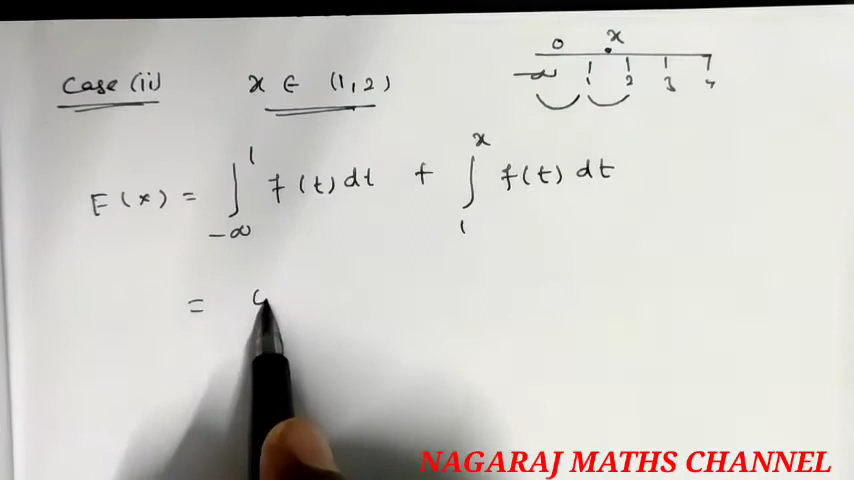 0 x
-∞ 1 2 3 4
Case (ii) x ∈ (1,2)
F(x) = ∫_{-∞}^{1} f(t) dt + ∫_{1}^{x} f(t) dt
=
NAGARAJ MATHS CHANNEL